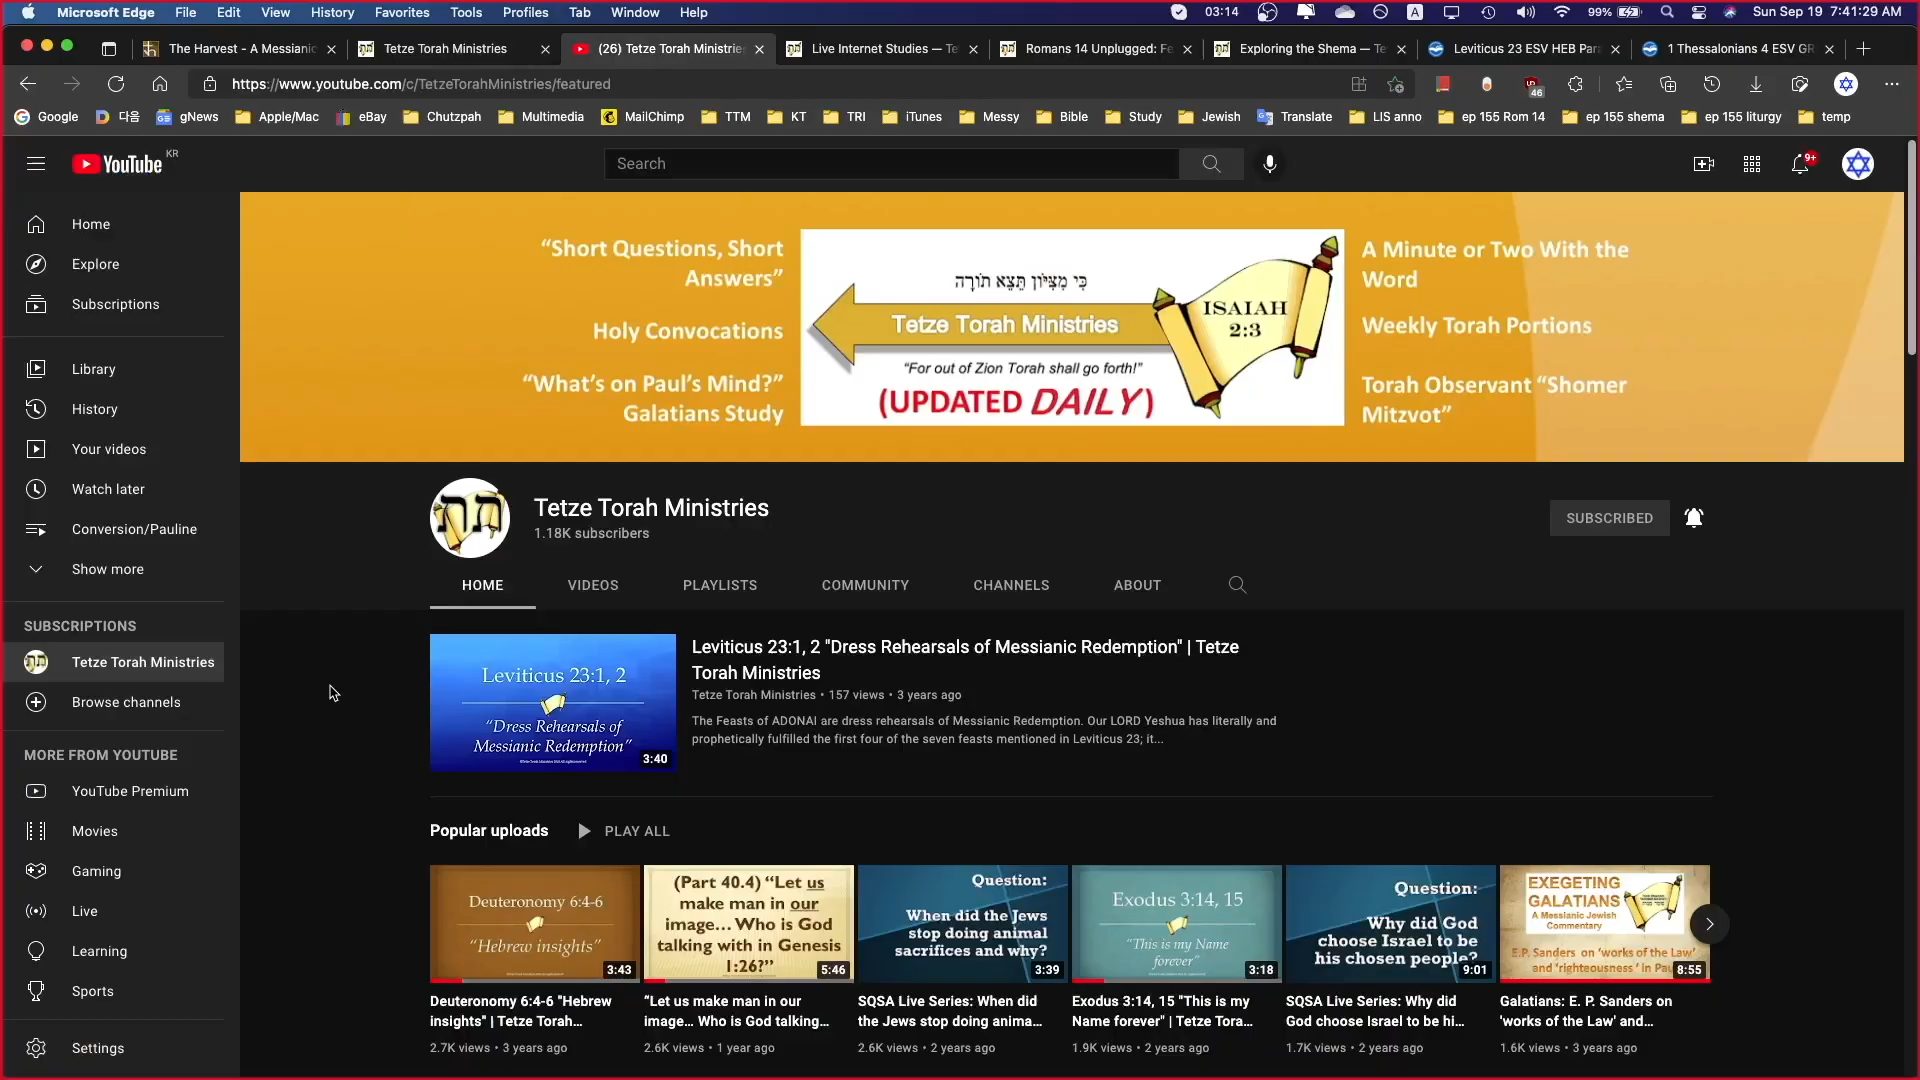 Microsoft Edge File Edit View History Favorites Tools Profiles Tab Window Help 03:14 A 99% Sun Sep 19 7:41:29 AM
The Harvest - A Messianic Tetze Torah Ministries (26) Tetze Torah Ministrie Live Internet Studies — Te Romans 14 Unplugged: Fe Exploring the Shema — Te Leviticus 23 ESV HEB Par 1 Thessalonians 4 ESV GR
https://www.youtube.com/c/TetzeTorahMinistries/featured 46
Google 다음 gNews Apple/Mac eBay Chutzpah Multimedia MailChimp TTM KT TRI iTunes Messy Bible Study Jewish Translate LIS anno ep 155 Rom 14 ep 155 shema ep 155 liturgy temp
YouTube KR Search 9+
Home
Explore
Subscriptions
Library
History
Your videos
Watch later
Conversion/Pauline
Show more
SUBSCRIPTIONS
Tetze Torah Ministries
Browse channels
MORE FROM YOUTUBE
YouTube Premium
Movies
Gaming
Live
Learning
Sports
Settings
“Short Questions, Short
Answers”
Holy Convocations
“What’s on Paul’s Mind?”
Galatians Study
כִּי מִצִּיּוֹן תֵּצֵא תוֹרָה
Tetze Torah Ministries
“For out of Zion Torah shall go forth!”
(UPDATED DAILY)
ISAIAH
2:3
A Minute or Two With the
Word
Weekly Torah Portions
Torah Observant “Shomer
Mitzvot”
תת
Tetze Torah Ministries
1.18K subscribers
SUBSCRIBED
HOME VIDEOS PLAYLISTS COMMUNITY CHANNELS ABOUT
Leviticus 23:1, 2
“Dress Rehearsals of
Messianic Redemption”
3:40
Leviticus 23:1, 2 "Dress Rehearsals of Messianic Redemption" | Tetze
Torah Ministries
Tetze Torah Ministries • 157 views • 3 years ago
The Feasts of ADONAI are dress rehearsals of Messianic Redemption. Our LORD Yeshua has literally and
prophetically fulfilled the first four of the seven feasts mentioned in Leviticus 23; it...
Popular uploads PLAY ALL
Deuteronomy 6:4-6
“Hebrew insights”
3:43
Deuteronomy 6:4-6 "Hebrew
insights" | Tetze Torah...
2.7K views • 3 years ago
(Part 40.4) “Let us
make man in our
image... Who is God
talking with in Genesis
1:26?”
5:46
“Let us make man in our
image... Who is God talking...
2.6K views • 1 year ago
Question:
When did the Jews
stop doing animal
sacrifices and why?
3:39
SQSA Live Series: When did
the Jews stop doing anima...
2.6K views • 2 years ago
Exodus 3:14, 15
“This is my Name
forever”
3:18
Exodus 3:14, 15 "This is my
Name forever" | Tetze Tora...
1.9K views • 2 years ago
Question:
Why did God
choose Israel to be
his chosen people?
9:01
SQSA Live Series: Why did
God choose Israel to be hi...
1.7K views • 2 years ago
EXEGETING
GALATIANS
A Messianic Jewish
Commentary
E.P. Sanders on ‘works of the Law’
and ‘righteousness’ in Pau
8:55
Galatians: E. P. Sanders on
'works of the Law' and...
1.6K views • 3 years ago